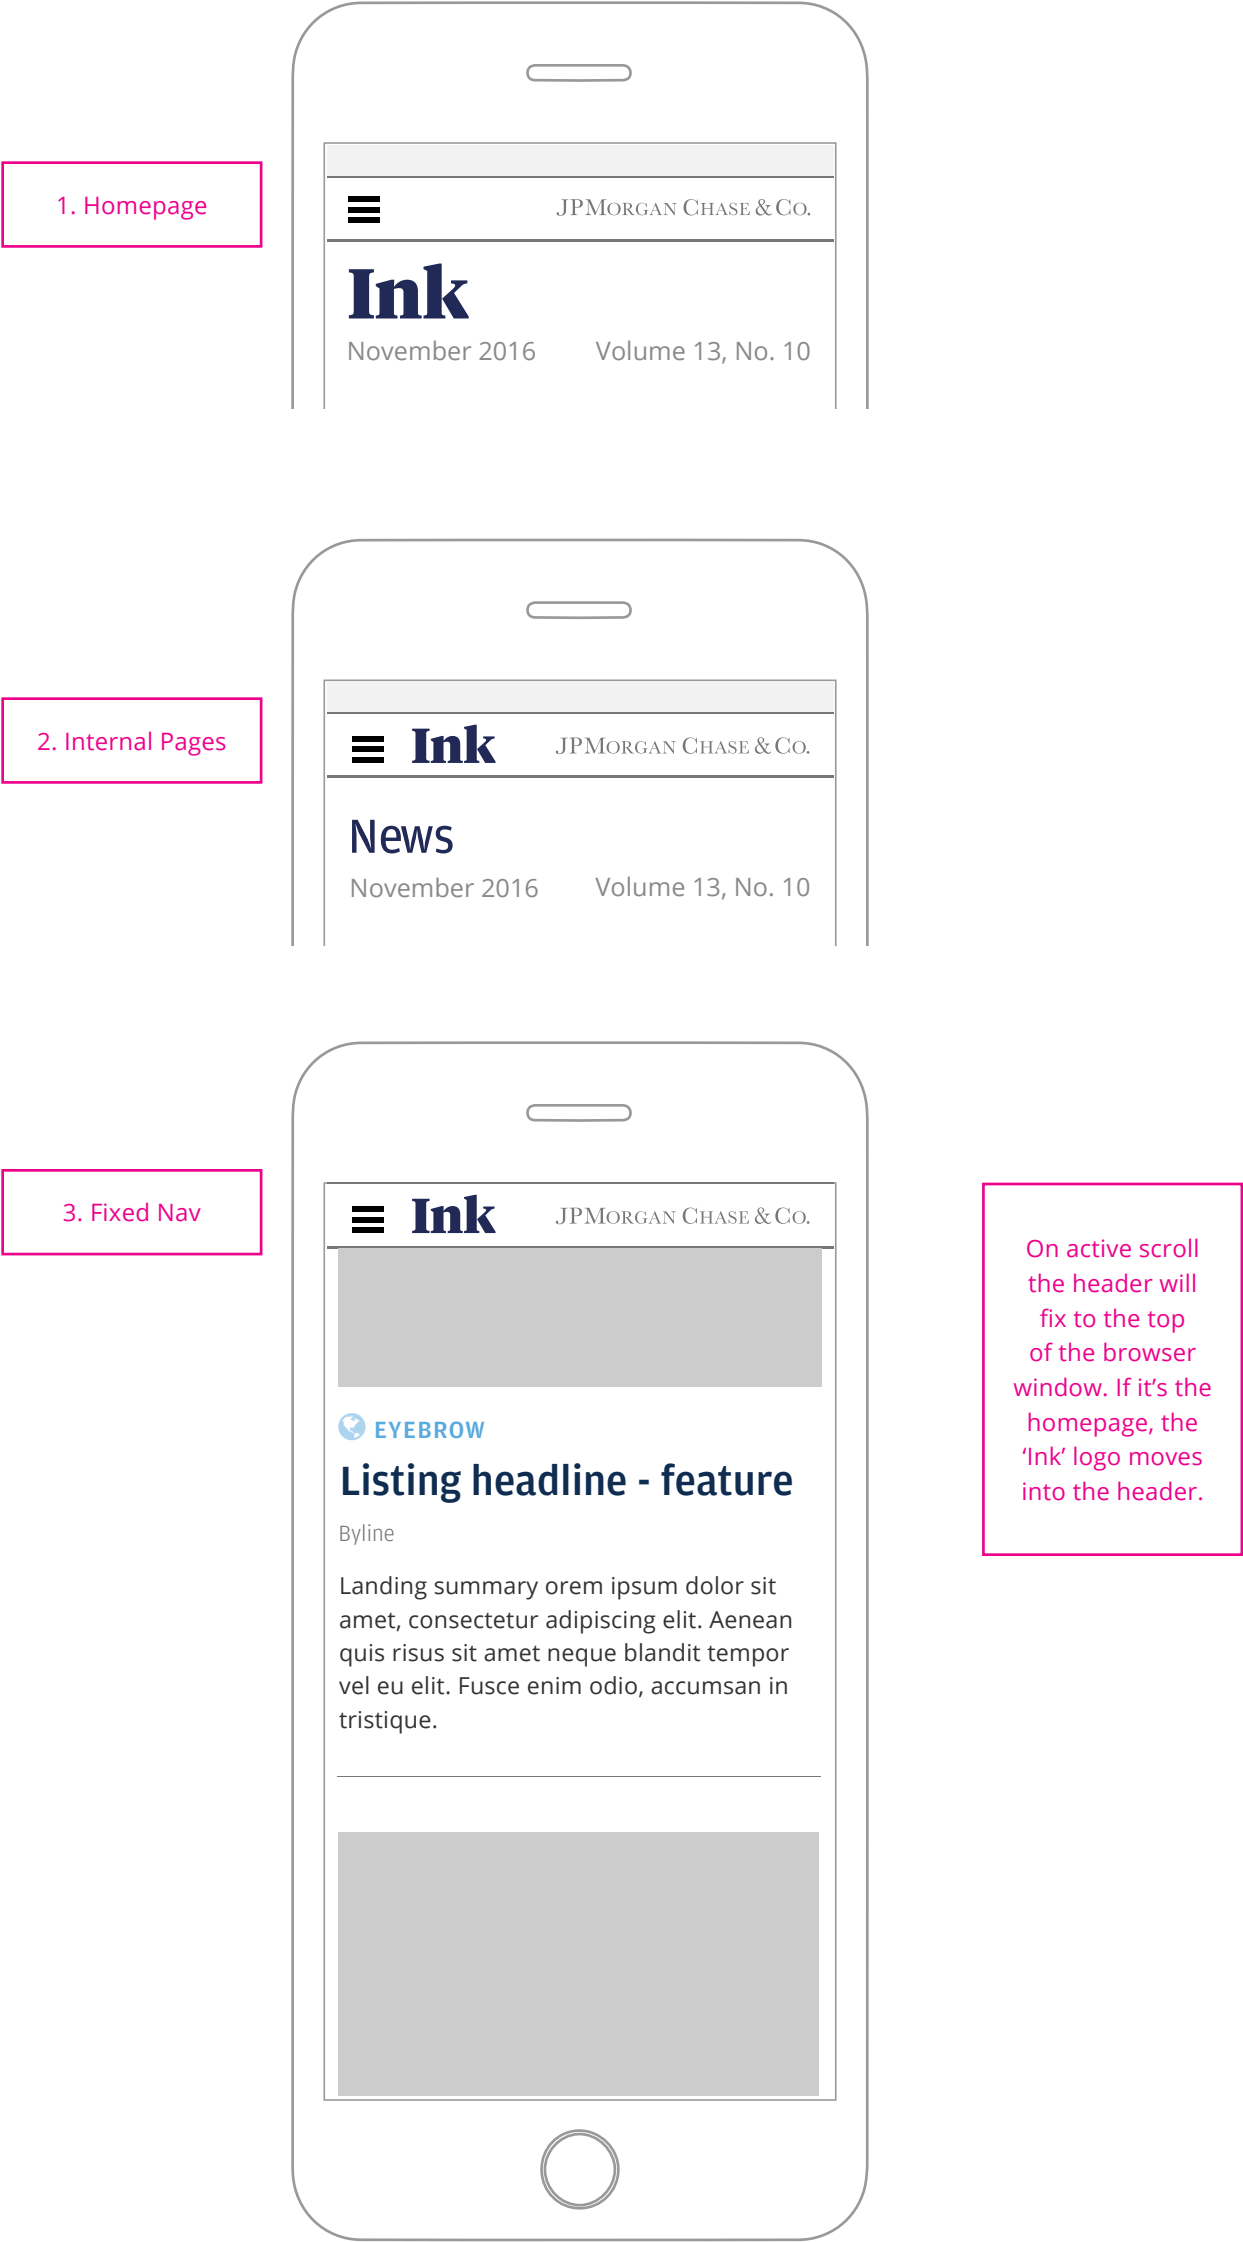 1. Homepage
JPMORGAN CHASE & CO.
Ink
November 2016 Volume 13, No. 10
2. Internal Pages
Ink JPMORGAN CHASE & CO.
News
November 2016 Volume 13, No. 10
3. Fixed Nav
Ink JPMORGAN CHASE & CO.
EYEBROW
Listing headline - feature
Byline
Landing summary orem ipsum dolor sit
amet, consectetur adipiscing elit. Aenean
quis risus sit amet neque blandit tempor
vel eu elit. Fusce enim odio, accumsan in
tristique.
On active scroll
the header will
fix to the top
of the browser
window. If it’s the
homepage, the
‘Ink’ logo moves
into the header.